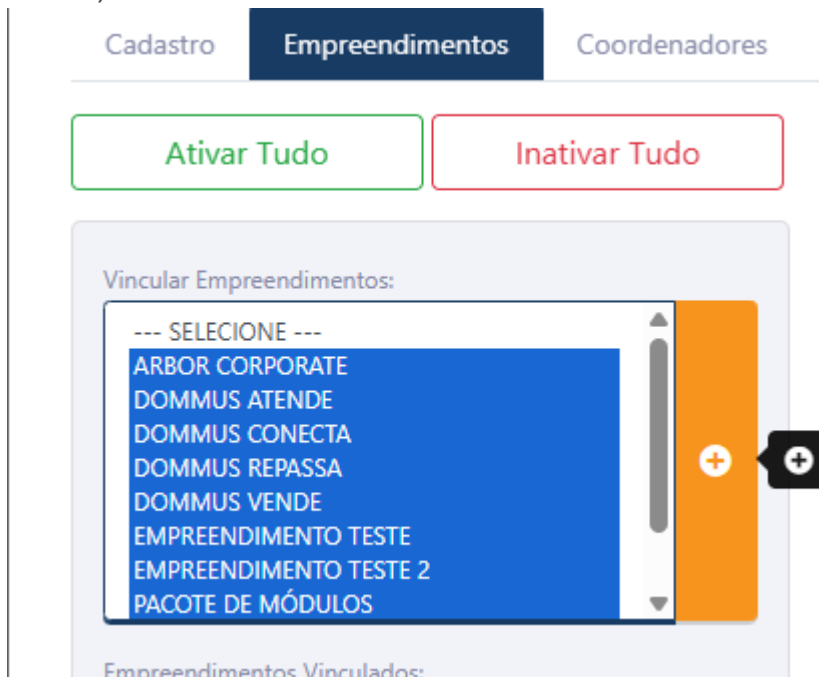 Cadastro Empreendimentos Coordenadores
Ativar Tudo Inativar Tudo
Vincular Empreendimentos:
--- SELECIONE ---
ARBOR CORPORATE
DOMMUS ATENDE
DOMMUS CONECTA
DOMMUS REPASSA
DOMMUS VENDE
EMPREENDIMENTO TESTE
EMPREENDIMENTO TESTE 2
PACOTE DE MÓDULOS
Empreendimentos Vinculados: